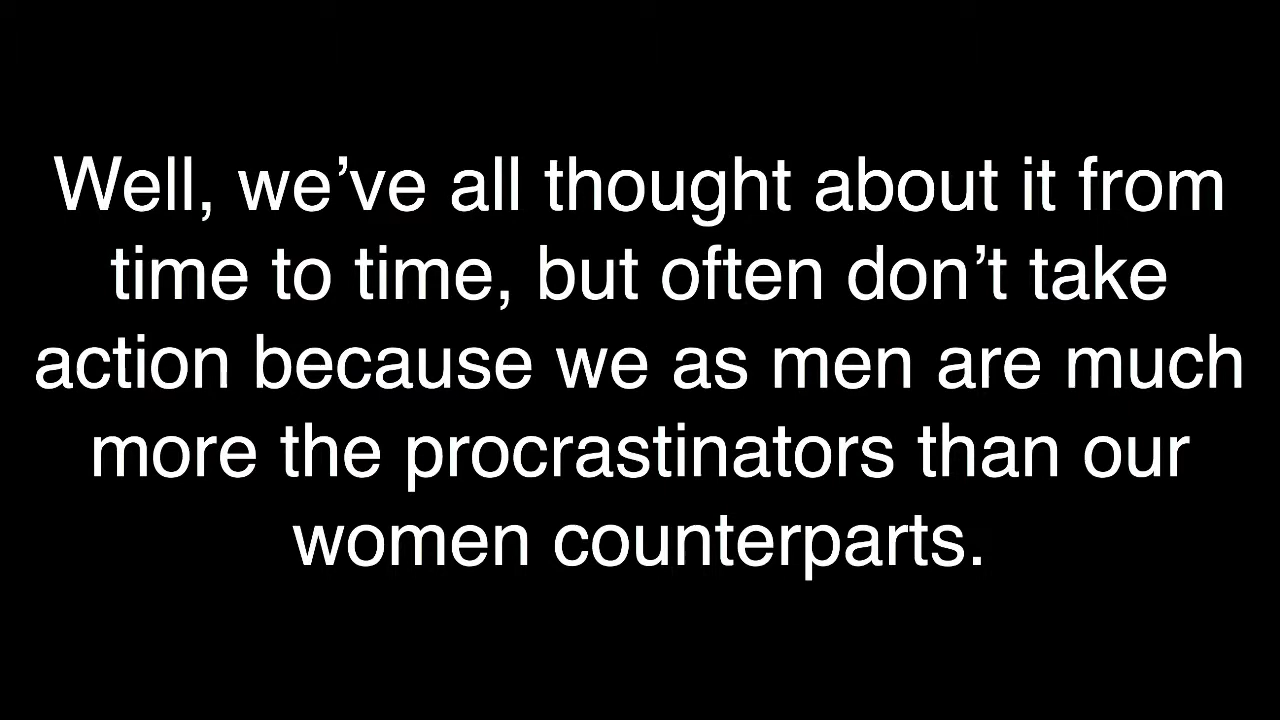 Well, we’ve all thought about it from
time to time, but often don’t take
action because we as men are much
more the procrastinators than our
women counterparts.